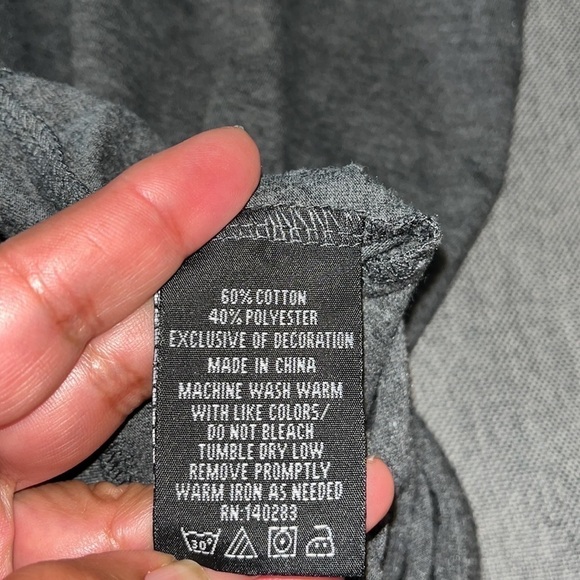 60% COTTON
40% POLYESTER
EXCLUSIVE OF DECORATION
MADE IN CHINA
MACHINE WASH WARM
WITH LIKE COLORS/
DO NOT BLEACH
TUMBLE DRY LOW
REMOVE PROMPTLY
WARM IRON AS NEEDED
RN:140283
30°